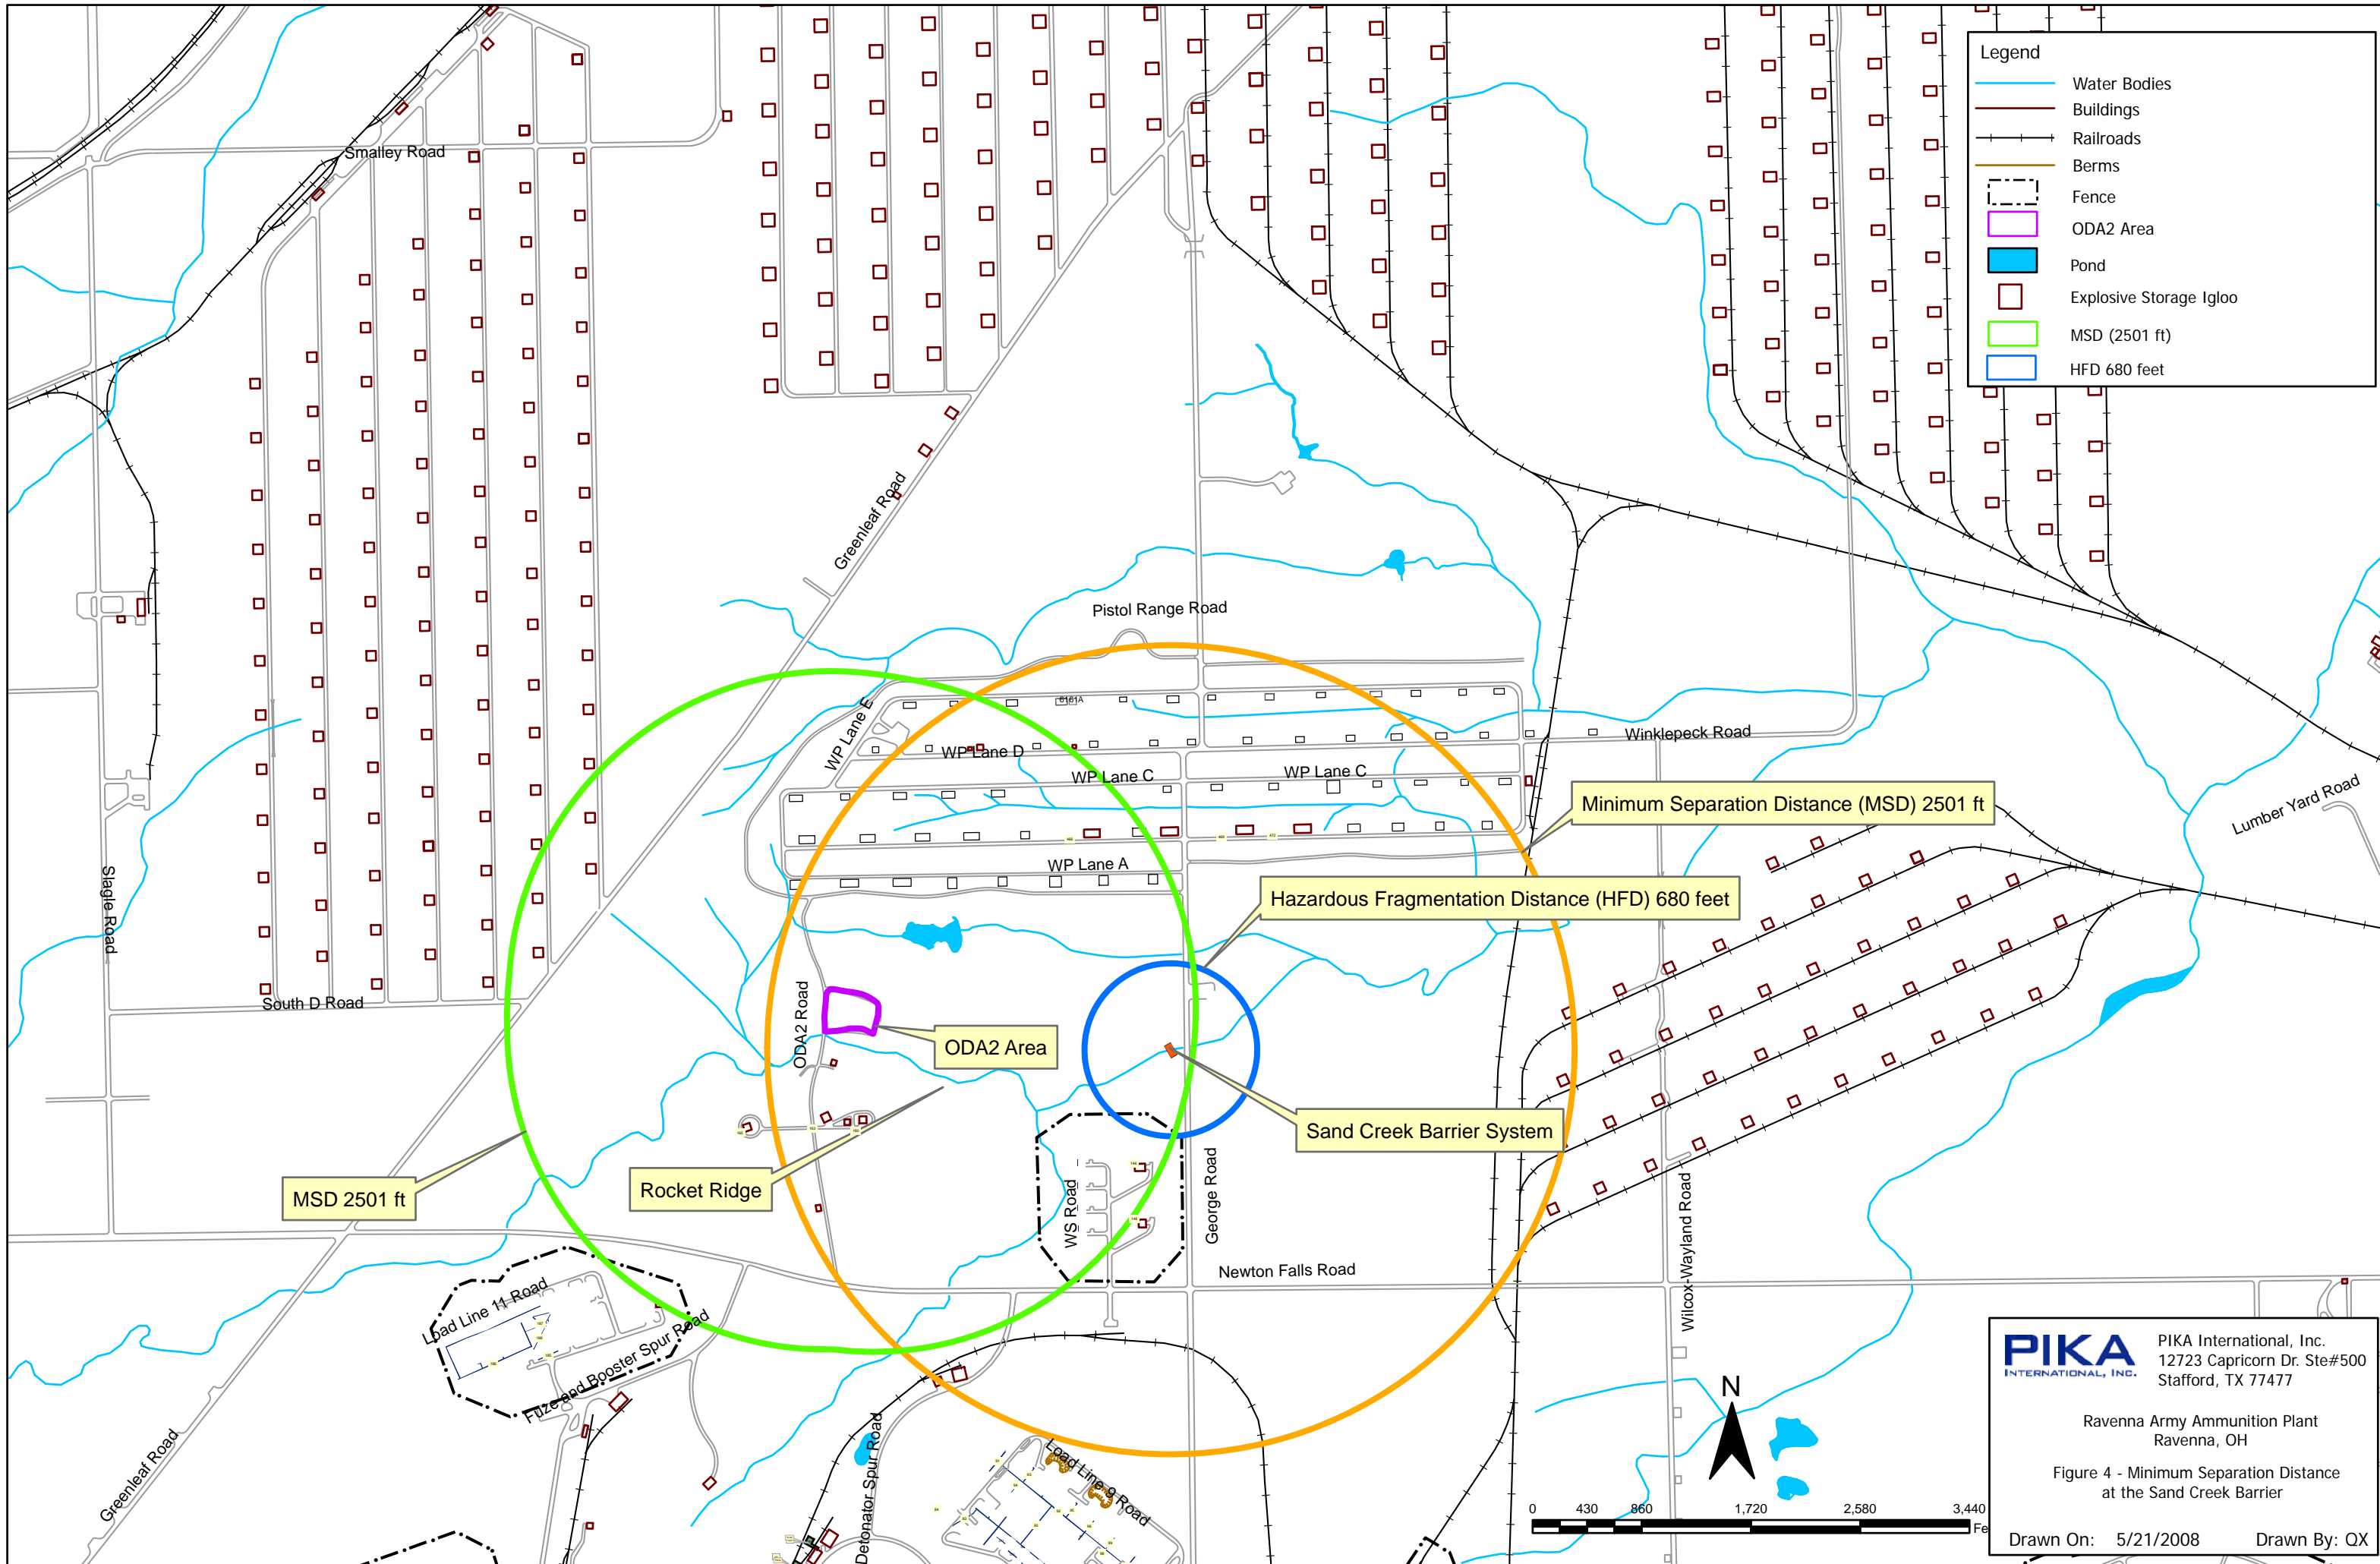 Legend
Water Bodies
Buildings
Railroads
Berms
Fence
ODA2 Area
Pond
Explosive Storage Igloo
MSD (2501 ft)
HFD 680 feet
Smalley Road
Greenleaf Road
Pistol Range Road
6161A
WP Lane E
WP Lane D
WP Lane C
WP Lane C
Winklepeck Road
Minimum Separation Distance (MSD) 2501 ft
Lumber Yard Road
WP Lane A
Hazardous Fragmentation Distance (HFD) 680 feet
Slagle Road
South D Road
ODA2 Road
ODA2 Area
Sand Creek Barrier System
MSD 2501 ft
Rocket Ridge
WS Road
George Road
Wilcox-Wayland Road
Newton Falls Road
Load Line 11 Road
Fuze and Booster Spur Road
Greenleaf Road
Detonator Spur Road
Load Line 9 Road
N
0 430 860 1,720 2,580 3,440
Fe
PIKA
INTERNATIONAL, INC.
PIKA International, Inc.
12723 Capricorn Dr. Ste#500
Stafford, TX 77477
Ravenna Army Ammunition Plant
Ravenna, OH
Figure 4 - Minimum Separation Distance
at the Sand Creek Barrier
Drawn On: 5/21/2008 Drawn By: QX